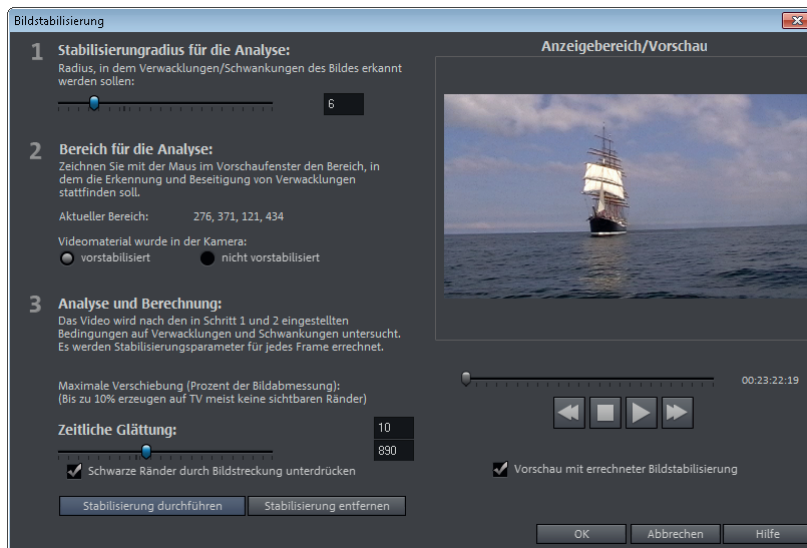 Bildstabilisierung
1 Stabilisierungradius für die Analyse:
Radius, in dem Verwacklungen/Schwankungen des Bildes erkannt
werden sollen:
6
2 Bereich für die Analyse:
Zeichnen Sie mit der Maus im Vorschaufenster den Bereich, in
dem die Erkennung und Beseitigung von Verwacklungen
stattfinden soll.
Aktueller Bereich: 276, 371, 121, 434
Videomaterial wurde in der Kamera:
vorstabilisiert nicht vorstabilisiert
3 Analyse und Berechnung:
Das Video wird nach den in Schritt 1 und 2 eingestellten
Bedingungen auf Verwacklungen und Schwankungen untersucht.
Es werden Stabilisierungsparameter für jedes Frame errechnet.
Maximale Verschiebung (Prozent der Bildabmessung):
(Bis zu 10% erzeugen auf TV meist keine sichtbaren Ränder)
10
Zeitliche Glättung:
890
Schwarze Ränder durch Bildstreckung unterdrücken
Stabilisierung durchführen Stabilisierung entfernen
Anzeigebereich/Vorschau
00:23:22:19
Vorschau mit errechneter Bildstabilisierung
OK Abbrechen Hilfe